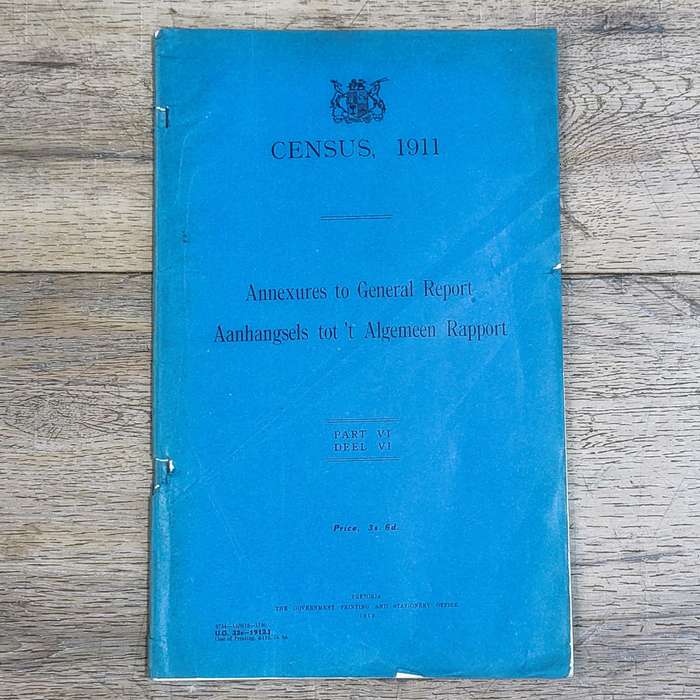 CENSUS, 1911
Annexures to General Report
Aanhangsels tot 't Algemeen Rapport
PART VI
DEEL VI
Price, 3s. 6d.
PRETORIA
THE GOVERNMENT PRINTING AND STATIONERY OFFICE
U.G. 32e—1912.]